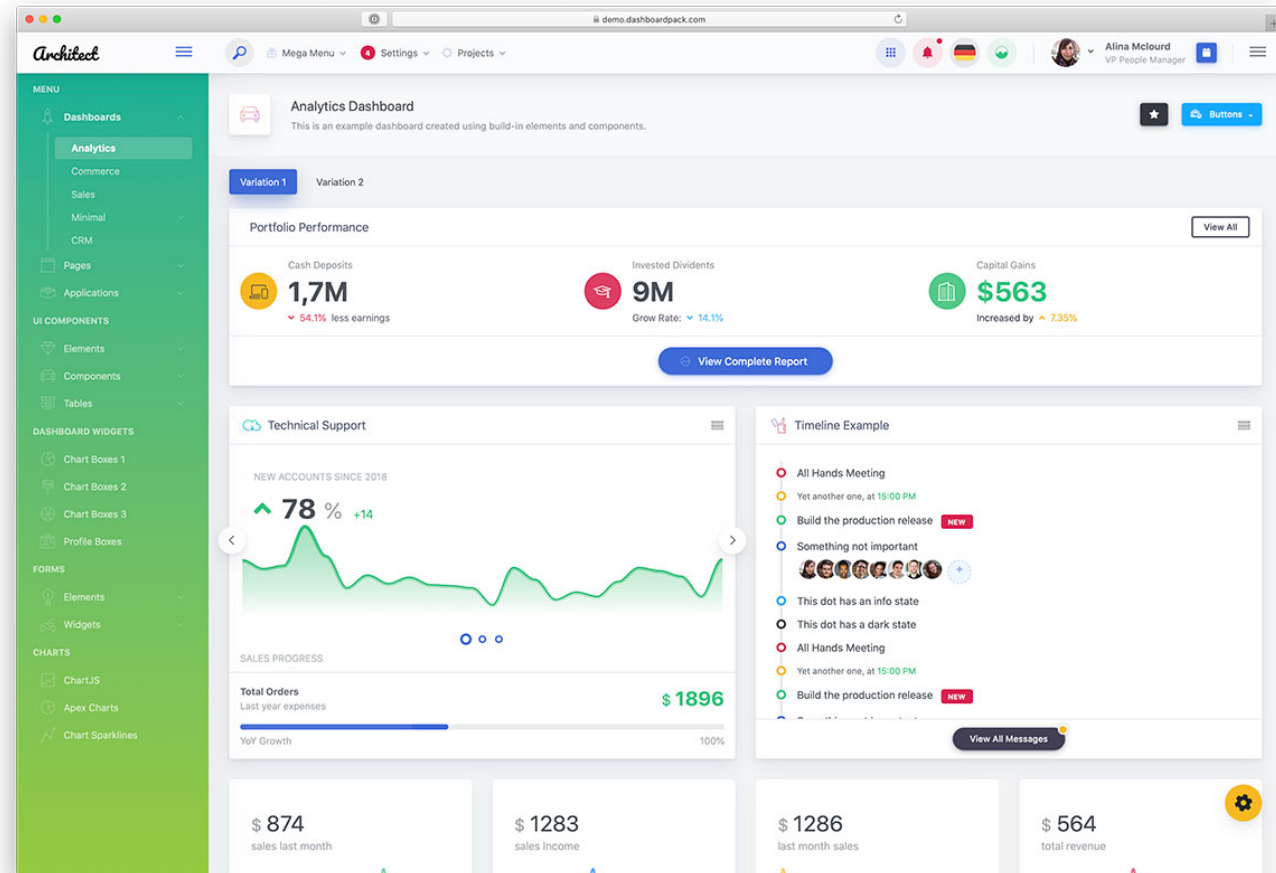 demo.dashboardpack.com
Architect
Mega Menu
4 Settings
Projects
Alina Mclourd
VP People Manager
MENU
Dashboards
Analytics
Commerce
Sales
Minimal
CRM
Pages
Applications
UI COMPONENTS
Elements
Components
Tables
DASHBOARD WIDGETS
Chart Boxes 1
Chart Boxes 2
Chart Boxes 3
Profile Boxes
FORMS
Elements
Widgets
CHARTS
ChartJS
Apex Charts
Chart Sparklines
Analytics Dashboard
This is an example dashboard created using build-in elements and components.
Buttons
Variation 1
Variation 2
Portfolio Performance
View All
Cash Deposits
1,7M
54.1% less earnings
Invested Dividents
9M
Grow Rate: 14.1%
Capital Gains
$563
Increased by 7.35%
View Complete Report
Technical Support
NEW ACCOUNTS SINCE 2018
78 % +14
SALES PROGRESS
Total Orders
Last year expenses
$ 1896
YoY Growth
100%
Timeline Example
All Hands Meeting
Yet another one, at 15:00 PM
Build the production release NEW
Something not important
+
This dot has an info state
This dot has a dark state
All Hands Meeting
Yet another one, at 15:00 PM
Build the production release NEW
View All Messages
$ 874
sales last month
$ 1283
sales Income
$ 1286
last month sales
$ 564
total revenue